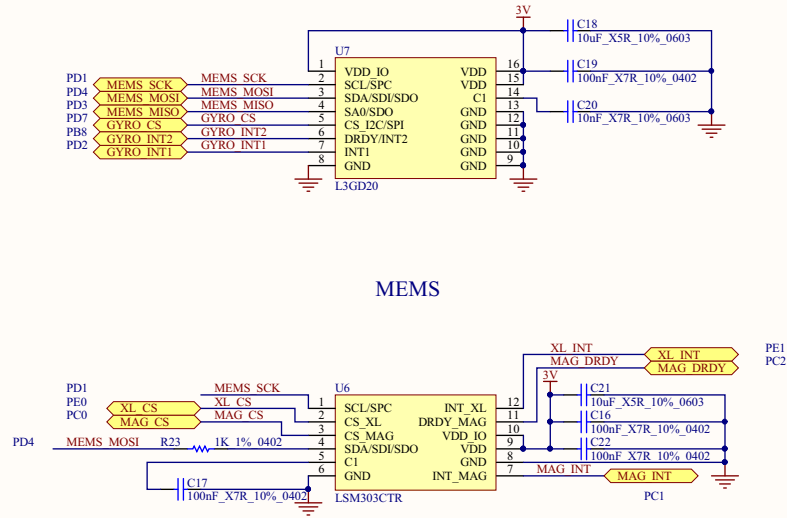 3V
C18
10uF_X5R_10%_0603
U7
PD1 MEMS_SCK MEMS_SCK 1 VDD_IO VDD 16 C19
100nF_X7R_10%_0402
PD4 MEMS_MOSI MEMS_MOSI 2 SCL/SPC VDD 15
PD3 MEMS_MISO MEMS_MISO 3 SDA/SDI/SDO C1 14
PD7 GYRO_CS GYRO_CS 4 SA0/SDO GND 13 C20
10nF_X7R_10%_0603
PB8 GYRO_INT2 GYRO_INT2 5 CS_I2C/SPI GND 12
PD2 GYRO_INT1 GYRO_INT1 6 DRDY/INT2 GND 11
7 INT1 GND 10
8 GND GND 9
L3GD20
MEMS
XL_INT XL_INT PE1
MAG_DRDY MAG_DRDY PC2
3V
PD1 MEMS_SCK U6 C21
10uF_X5R_10%_0603
PE0 XL_CS XL_CS 1 SCL/SPC INT_XL 12
PC0 MAG_CS MAG_CS 2 CS_XL DRDY_MAG 11 C16
100nF_X7R_10%_0402
3 CS_MAG VDD_IO 10
PD4 MEMS_MOSI R23 1K_1%_0402 4 SDA/SDI/SDO VDD 9 C22
100nF_X7R_10%_0402
5 C1 GND 8
6 GND INT_MAG 7 MAG_INT MAG_INT
C17
100nF_X7R_10%_0402
LSM303CTR
PC1